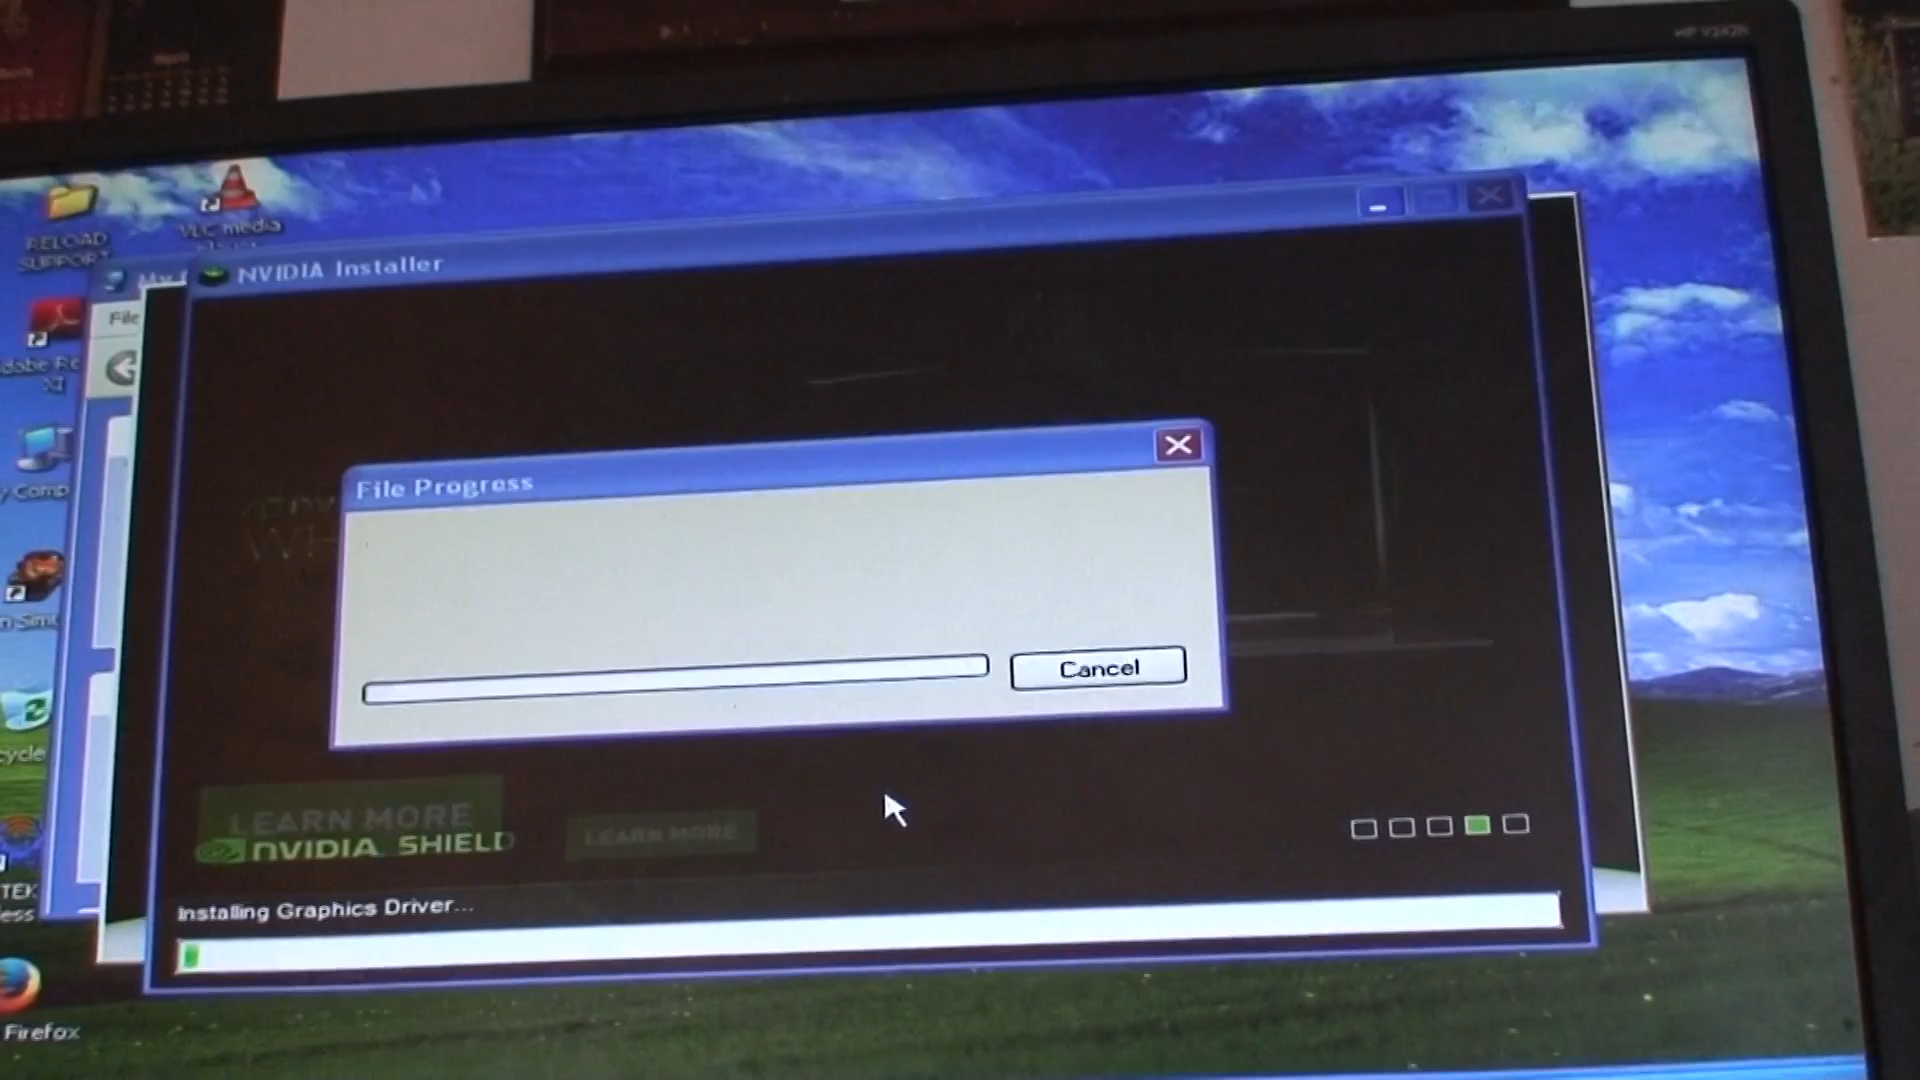 RELOAD
SUPPORT
VLC media
NVIDIA Installer
File
File Progress
Cancel
WH
LEARN MORE
NVIDIA SHIELD
LEARN MORE
Installing Graphics Driver...
Firefox